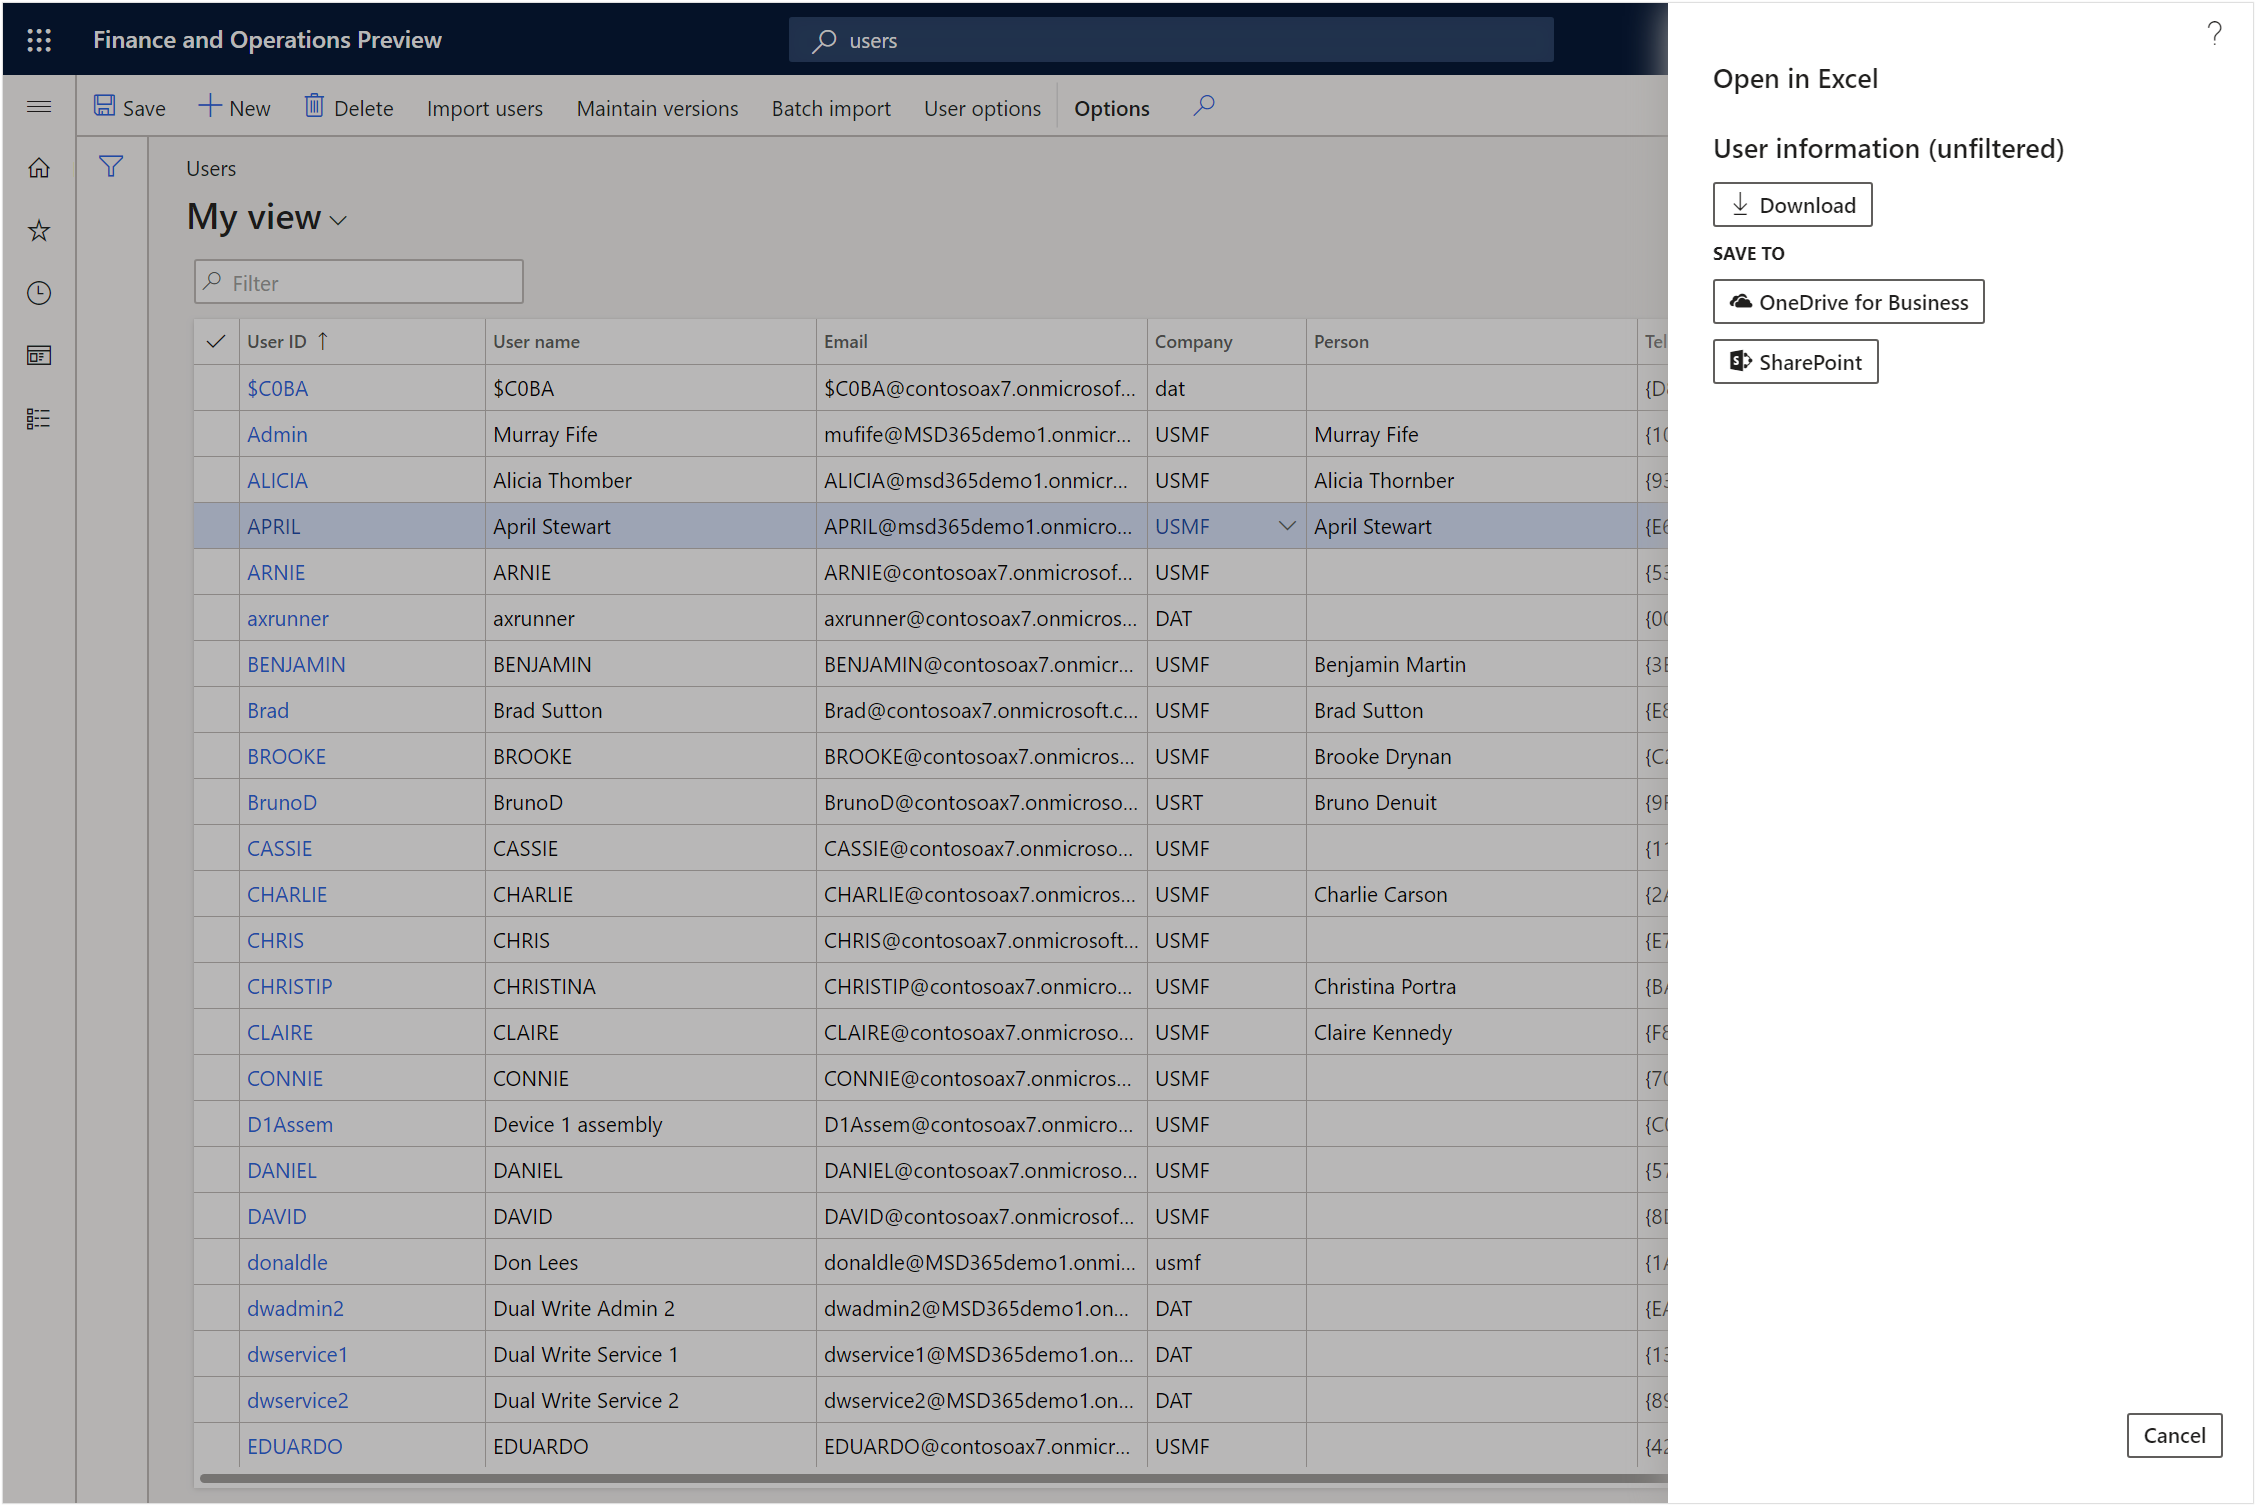 Finance and Operations Preview
users
?
Save New Delete Import users Maintain versions Batch import User options Options
Users
My view
Filter
User ID ↑ User name Email Company Person Tel
$C0BA $C0BA $C0BA@contosoax7.onmicrosof... dat
Admin Murray Fife mufife@MSD365demo1.onmicr... USMF Murray Fife {10
ALICIA Alicia Thomber ALICIA@msd365demo1.onmicr... USMF Alicia Thornber {93
APRIL April Stewart APRIL@msd365demo1.onmicro... USMF April Stewart {E6
ARNIE ARNIE ARNIE@contosoax7.onmicrosof... USMF {53
axrunner axrunner axrunner@contosoax7.onmicros... DAT {00
BENJAMIN BENJAMIN BENJAMIN@contosoax7.onmicr... USMF Benjamin Martin {3E
Brad Brad Sutton Brad@contosoax7.onmicrosoft.c... USMF Brad Sutton {E8
BROOKE BROOKE BROOKE@contosoax7.onmicros... USMF Brooke Drynan {C2
BrunoD BrunoD BrunoD@contosoax7.onmicroso... USRT Bruno Denuit {9F
CASSIE CASSIE CASSIE@contosoax7.onmicroso... USMF {11
CHARLIE CHARLIE CHARLIE@contosoax7.onmicros... USMF Charlie Carson {2A
CHRIS CHRIS CHRIS@contosoax7.onmicrosoft... USMF {E7
CHRISTIP CHRISTINA CHRISTIP@contosoax7.onmicro... USMF Christina Portra {BA
CLAIRE CLAIRE CLAIRE@contosoax7.onmicroso... USMF Claire Kennedy {F8
CONNIE CONNIE CONNIE@contosoax7.onmicros... USMF {70
D1Assem Device 1 assembly D1Assem@contosoax7.onmicro... USMF {C0
DANIEL DANIEL DANIEL@contosoax7.onmicroso... USMF {57
DAVID DAVID DAVID@contosoax7.onmicrosof... USMF {8D
donaldle Don Lees donaldle@MSD365demo1.onmi... usmf {1A
dwadmin2 Dual Write Admin 2 dwadmin2@MSD365demo1.on... DAT {EA
dwservice1 Dual Write Service 1 dwservice1@MSD365demo1.on... DAT {13
dwservice2 Dual Write Service 2 dwservice2@MSD365demo1.on... DAT {89
EDUARDO EDUARDO EDUARDO@contosoax7.onmicr... USMF {42
Open in Excel
User information (unfiltered)
Download
SAVE TO
OneDrive for Business
SharePoint
Cancel